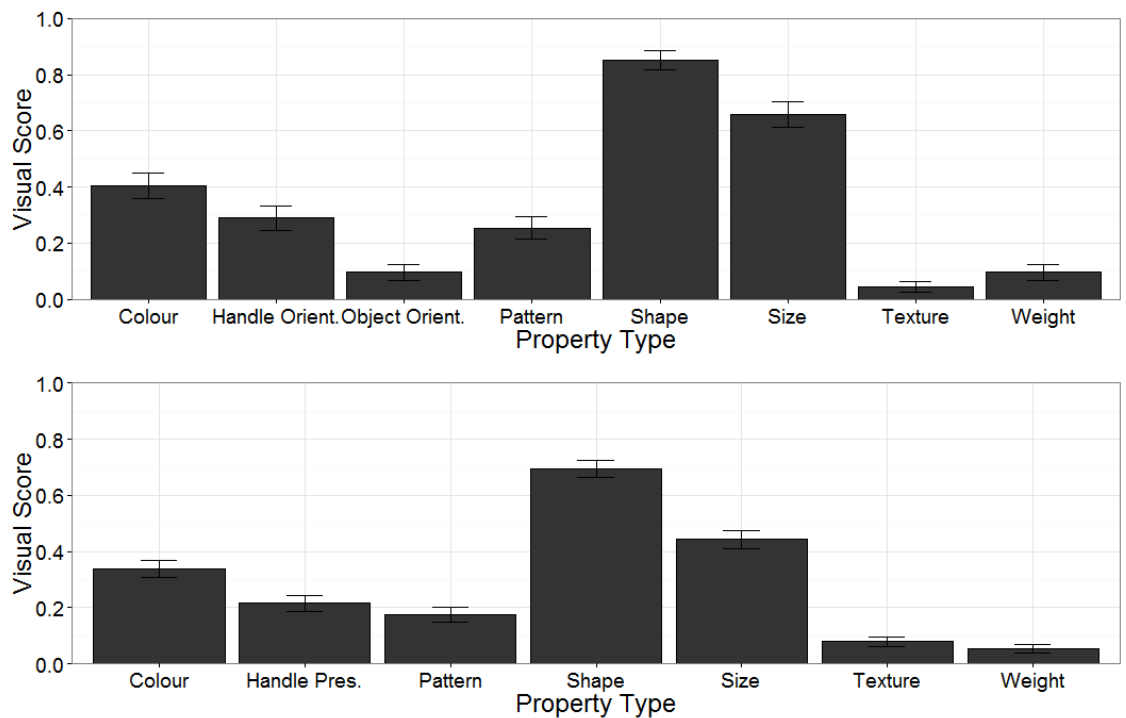 1.0
0.8
0.6
0.4
0.2
0.0
Visual Score
Colour Handle Orient. Object Orient. Pattern Shape Size Texture Weight
Property Type
1.0
0.8
0.6
0.4
0.2
0.0
Visual Score
Colour Handle Pres. Pattern Shape Size Texture Weight
Property Type